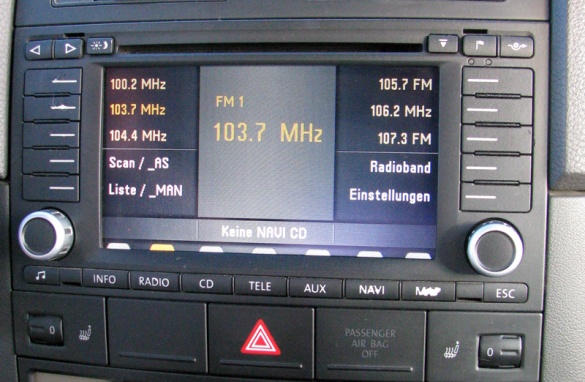 100.2 MHz
103.7 MHz
104.4 MHz
Scan / _AS
Liste / _MAN
FM 1
103.7 MHz
105.7 FM
106.2 MHz
107.3 FM
Radioband
Einstellungen
Keine NAVI CD
INFO RADIO CD TELE AUX NAVI MAP ESC
0
PASSENGER
AIR BAG
OFF
0